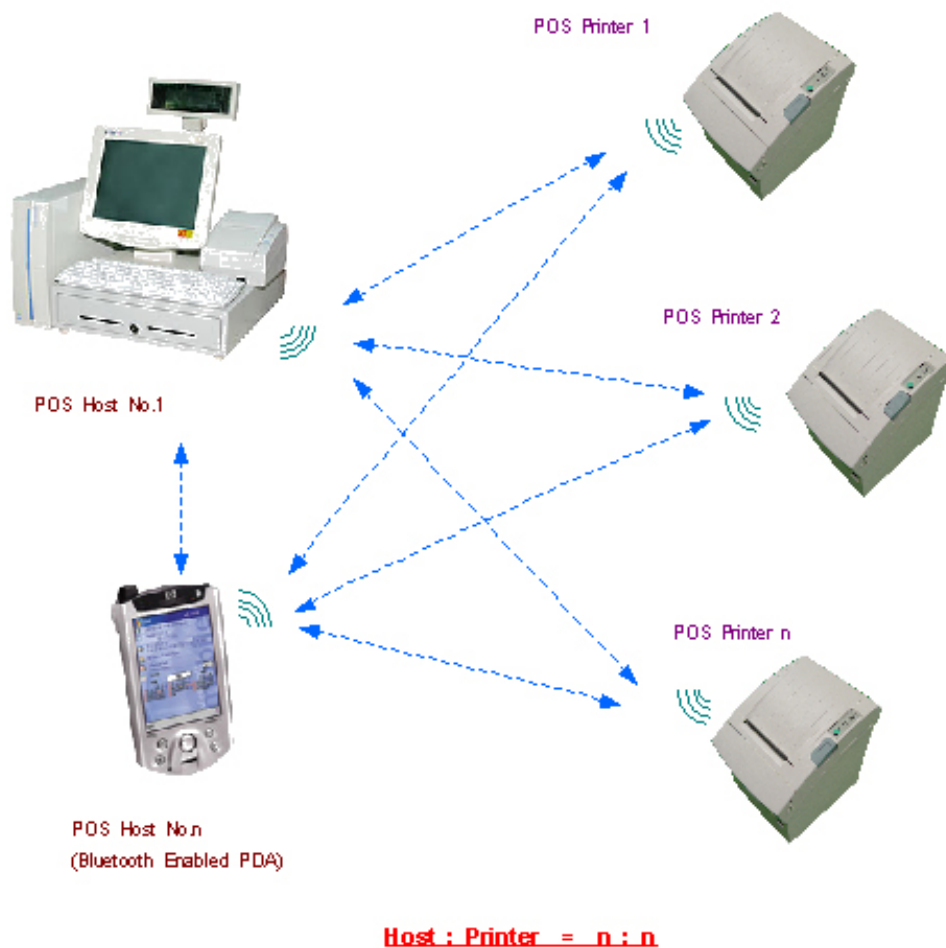 POS Printer 1
POS Printer 2
POS Host No.1
POS Printer n
POS Host No.n
(Bluetooth Enabled PDA)
Host : Printer = n : n